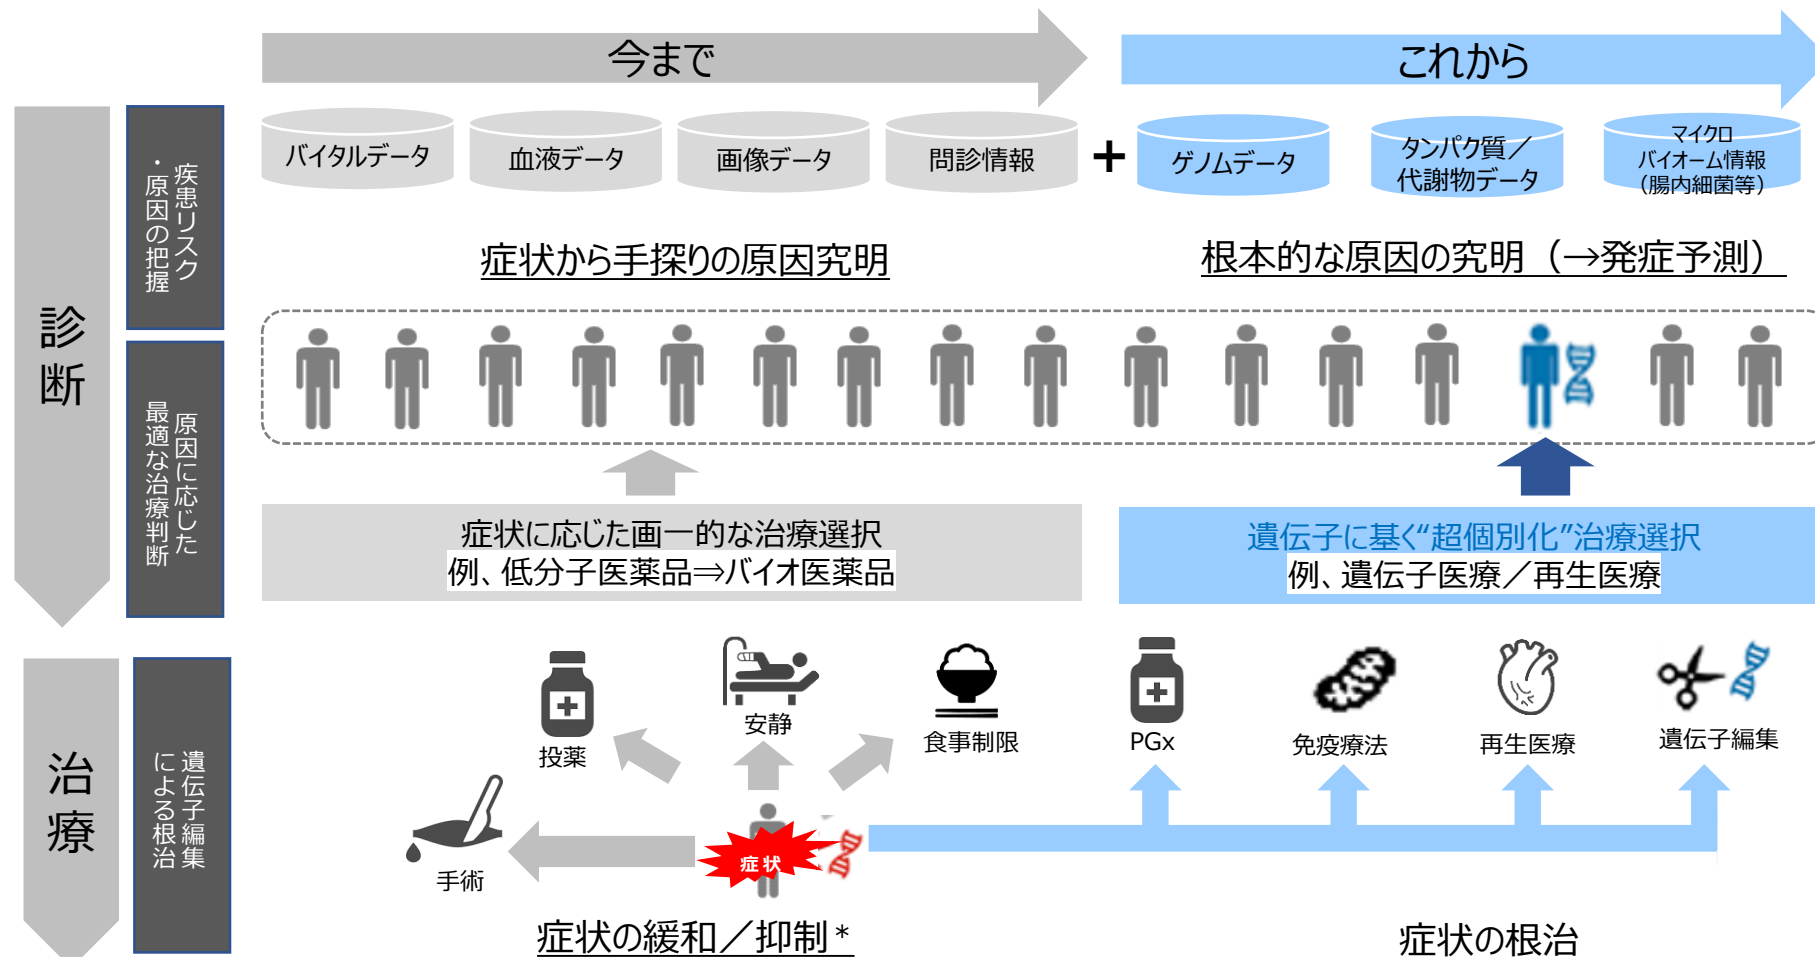 今まで
これから
診断
疾患リスク
・原因の把握
バイタルデータ
血液データ
画像データ
問診情報
+
ゲノムデータ
タンパク質／
代謝物データ
マイクロ
バイオーム情報
（腸内細菌等）
症状から手探りの原因究明
根本的な原因の究明（→発症予測）
原因に応じた
最適な治療判断
症状に応じた画一的な治療選択
例、低分子医薬品⇒バイオ医薬品
遺伝子に基く“超個別化”治療選択
例、遺伝子医療／再生医療
治療
遺伝子編集
による根治
投薬
安静
食事制限
手術
症状
PGx
免疫療法
再生医療
遺伝子編集
症状の緩和／抑制*
症状の根治